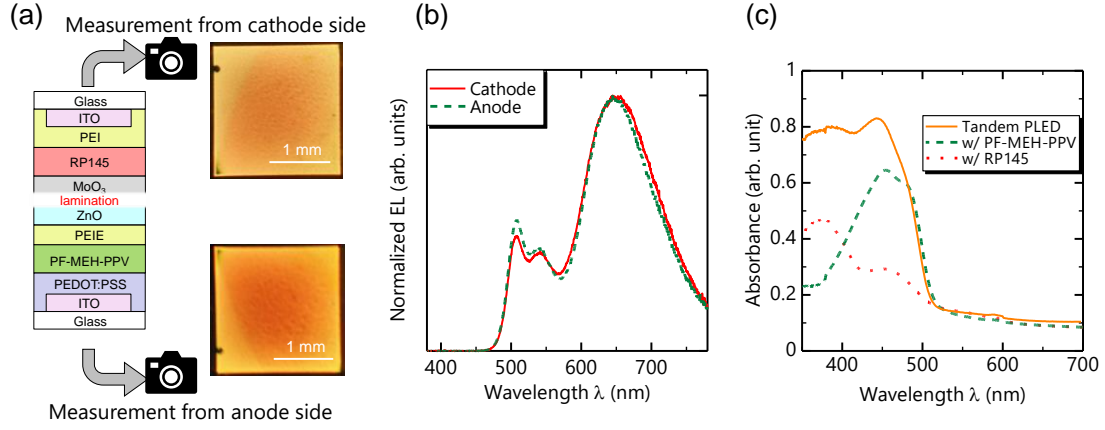 (a)
Measurement from cathode side
Glass
ITO
PEI
RP145
MoO₃
lamination
ZnO
PEIE
PF-MEH-PPV
PEDOT:PSS
ITO
Glass
1 mm
1 mm
Measurement from anode side
(b)
Normalized EL (arb. units)
Cathode
Anode
400 500 600 700
Wavelength λ (nm)
(c)
Absorbance (arb. unit)
1
0.8
0.6
0.4
0.2
0
Tandem PLED
w/ PF-MEH-PPV
w/ RP145
400 500 600 700
Wavelength λ (nm)